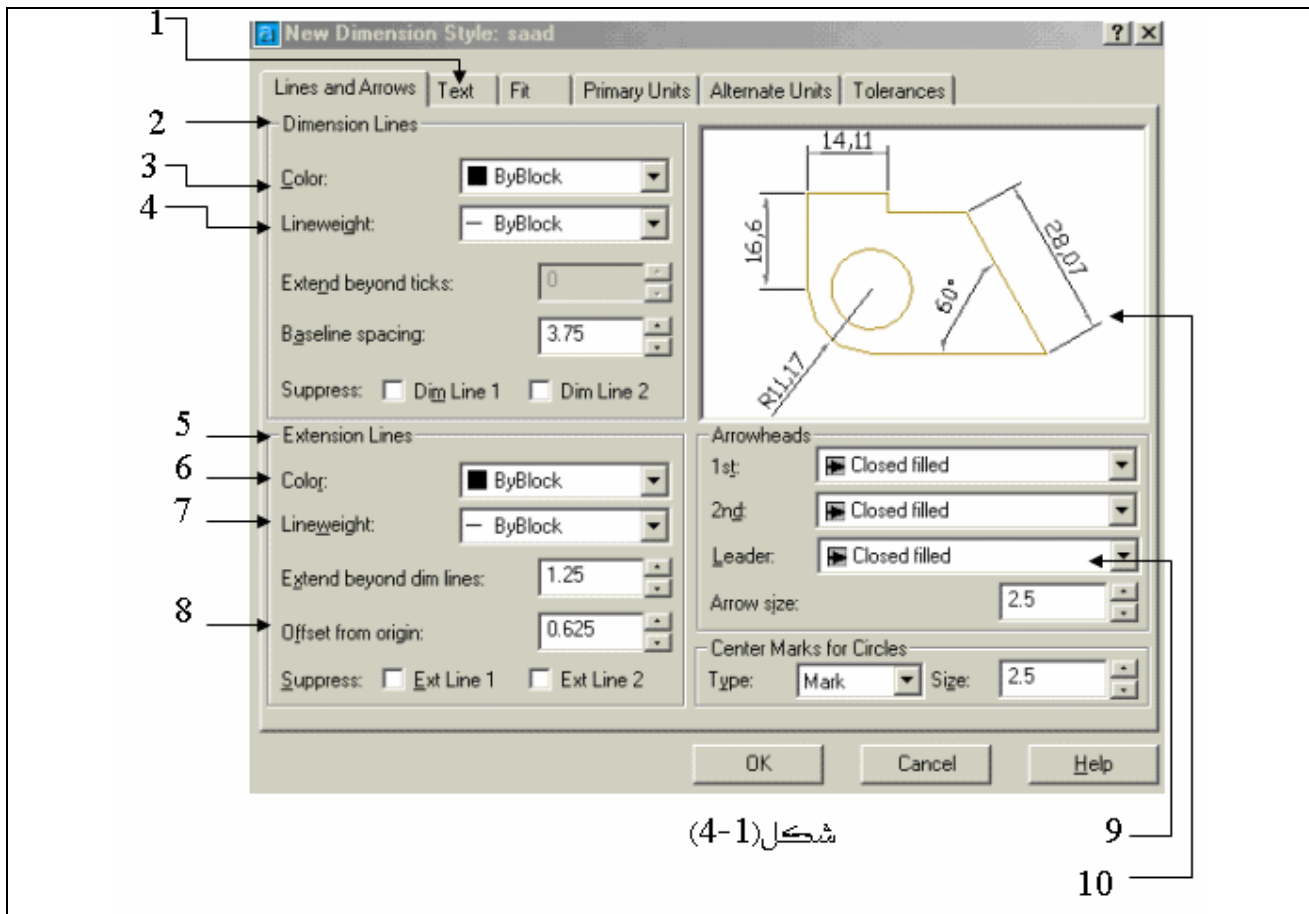 1
New Dimension Style: saad
? ×
Lines and Arrows Text Fit Primary Units Alternate Units Tolerances
2 Dimension Lines
3 Color: ByBlock
4 Lineweight: ByBlock
Extend beyond ticks: 0
Baseline spacing: 3.75
Suppress: Dim Line 1 Dim Line 2
14,11
16,6
28,07
60°
R11,17
5 Extension Lines
6 Color: ByBlock
7 Lineweight: ByBlock
Extend beyond dim lines: 1.25
8 Offset from origin: 0.625
Suppress: Ext Line 1 Ext Line 2
Arrowheads
1st: Closed filled
2nd: Closed filled
Leader: Closed filled
Arrow size: 2.5
Center Marks for Circles
Type: Mark Size: 2.5
OK Cancel Help
شكل(1-4)
9
10